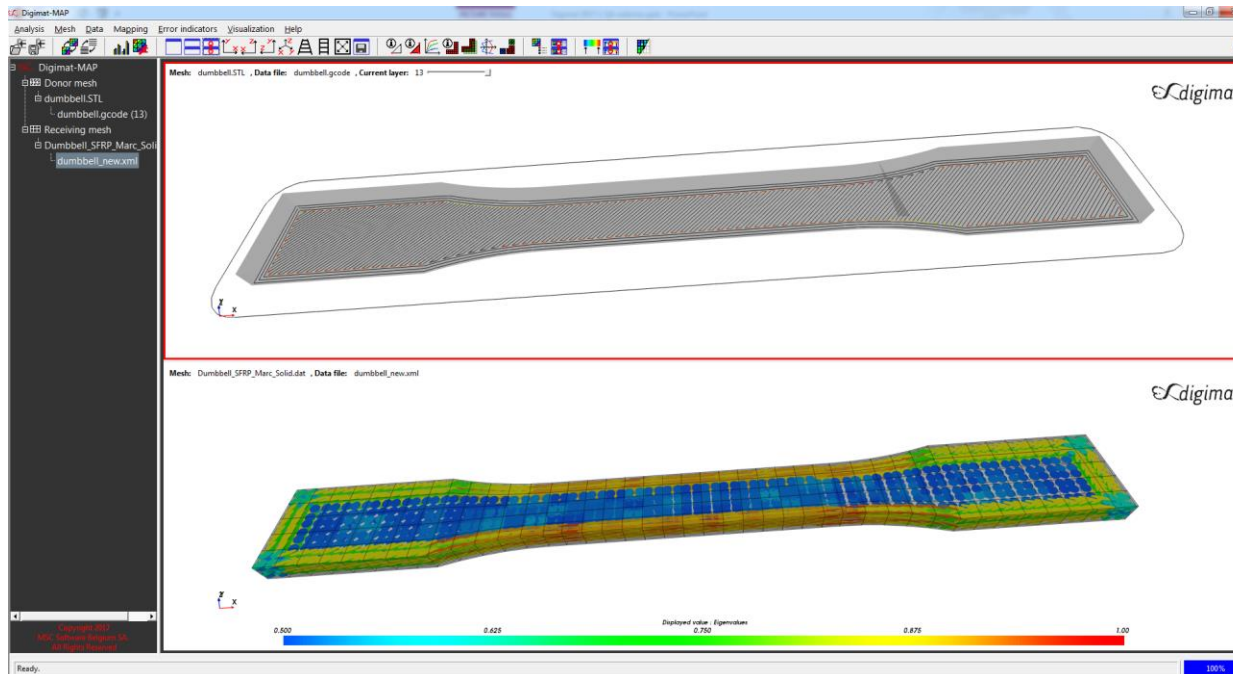 Digimat-MAP
Analysis Mesh Data Mapping Error indicators Visualization Help
Digimat-MAP
Donor mesh
dumbbell.STL
dumbbell.gcode (13)
Receiving mesh
Dumbbell_SFRP_Marc_Soli
dumbbell_new.xml
Copyright 2017
MSC Software Belgium SA
All Rights Reserved
Mesh: dumbbell.STL , Data file: dumbbell.gcode , Current layer: 13
digima
Y
X
Mesh: Dumbbell_SFRP_Marc_Solid.dat , Data file: dumbbell_new.xml
digima
Y
X
Displayed value : Eigenvalues
0.500 0.625 0.750 0.875 1.00
Ready. 100%